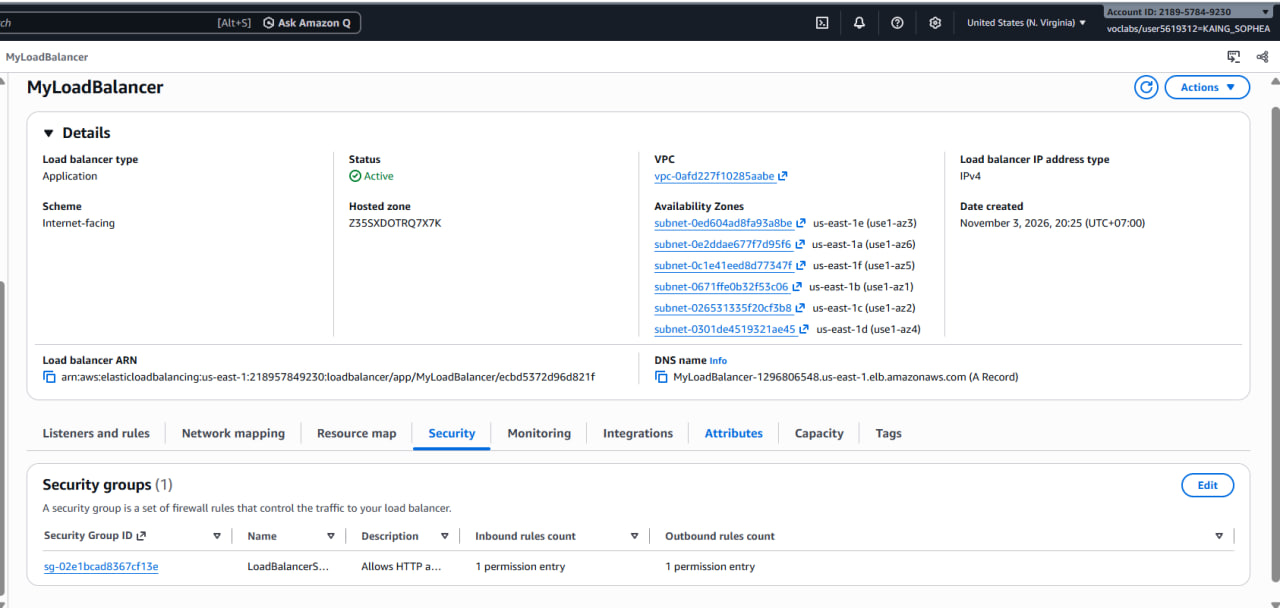 ch [Alt+S] Ask Amazon Q United States (N. Virginia) Account ID: 2189-5784-9230
voclabs/user5619312=KAING_SOPHEA
MyLoadBalancer
MyLoadBalancer Actions
Details
Load balancer type Status VPC Load balancer IP address type
Application Active vpc-0afd227f10285aabe IPv4
Scheme Hosted zone Availability Zones Date created
Internet-facing Z35SXDOTRQ7X7K subnet-0ed604ad8fa93a8be us-east-1e (use1-az3) November 3, 2026, 20:25 (UTC+07:00)
subnet-0e2ddae677f7d95f6 us-east-1a (use1-az6)
subnet-0c1e41eed8d77347f us-east-1f (use1-az5)
subnet-0671ffe0b32f53c06 us-east-1b (use1-az1)
subnet-026531335f20cf3b8 us-east-1c (use1-az2)
subnet-0301de4519321ae45 us-east-1d (use1-az4)
Load balancer ARN DNS name Info
arn:aws:elasticloadbalancing:us-east-1:218957849230:loadbalancer/app/MyLoadBalancer/ecbd5372d96d821f MyLoadBalancer-1296806548.us-east-1.elb.amazonaws.com (A Record)
Listeners and rules Network mapping Resource map Security Monitoring Integrations Attributes Capacity Tags
Security groups (1) Edit
A security group is a set of firewall rules that control the traffic to your load balancer.
Security Group ID Name Description Inbound rules count Outbound rules count
sg-02e1bcad8367cf13e LoadBalancerS... Allows HTTP a... 1 permission entry 1 permission entry